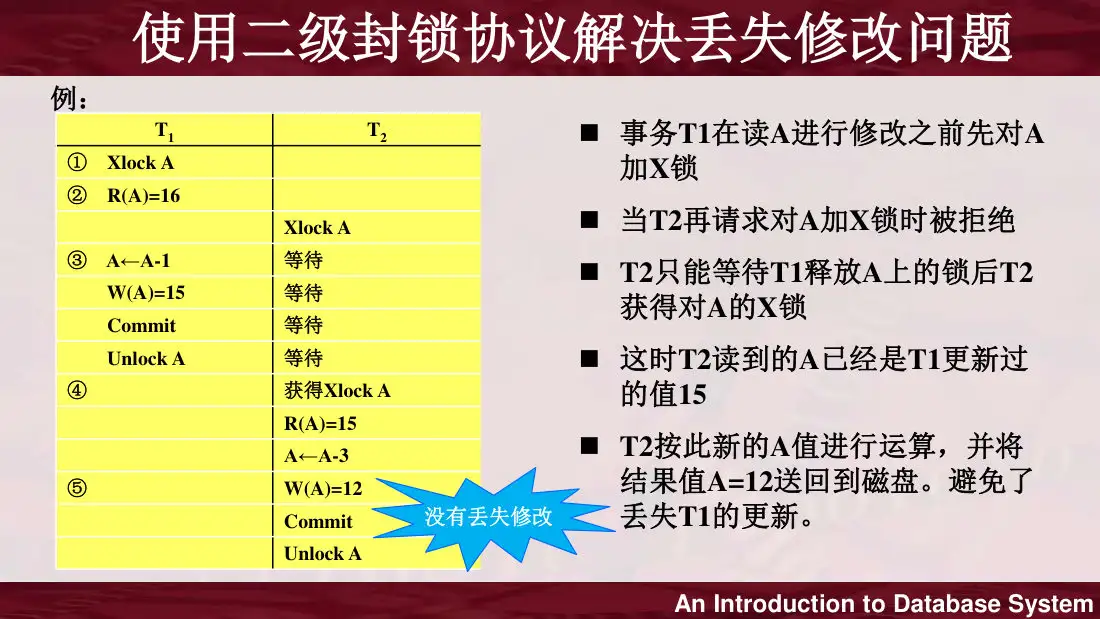 使用二级封锁协议解决丢失修改问题
例：
T1 T2
① Xlock A
② R(A)=16
Xlock A
③ A←A-1 等待
W(A)=15 等待
Commit 等待
Unlock A 等待
④ 获得Xlock A
R(A)=15
A←A-3
⑤ W(A)=12
Commit
Unlock A
没有丢失修改
■ 事务T1在读A进行修改之前先对A
加X锁
■ 当T2再请求对A加X锁时被拒绝
■ T2只能等待T1释放A上的锁后T2
获得对A的X锁
■ 这时T2读到的A已经是T1更新过
的值15
■ T2按此新的A值进行运算，并将
结果值A=12送回到磁盘。避免了
丢失T1的更新。
An Introduction to Database System